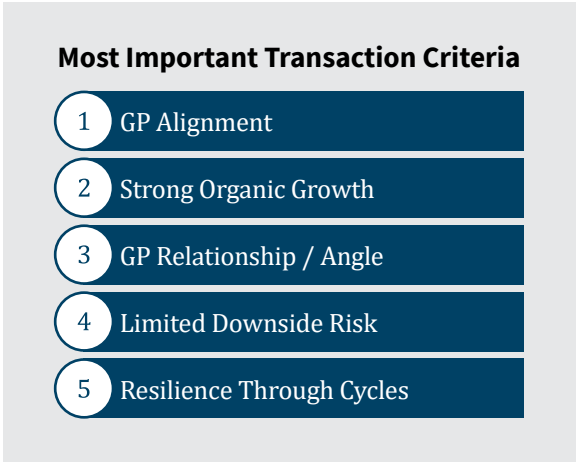 Most Important Transaction Criteria
1 GP Alignment
2 Strong Organic Growth
3 GP Relationship / Angle
4 Limited Downside Risk
5 Resilience Through Cycles